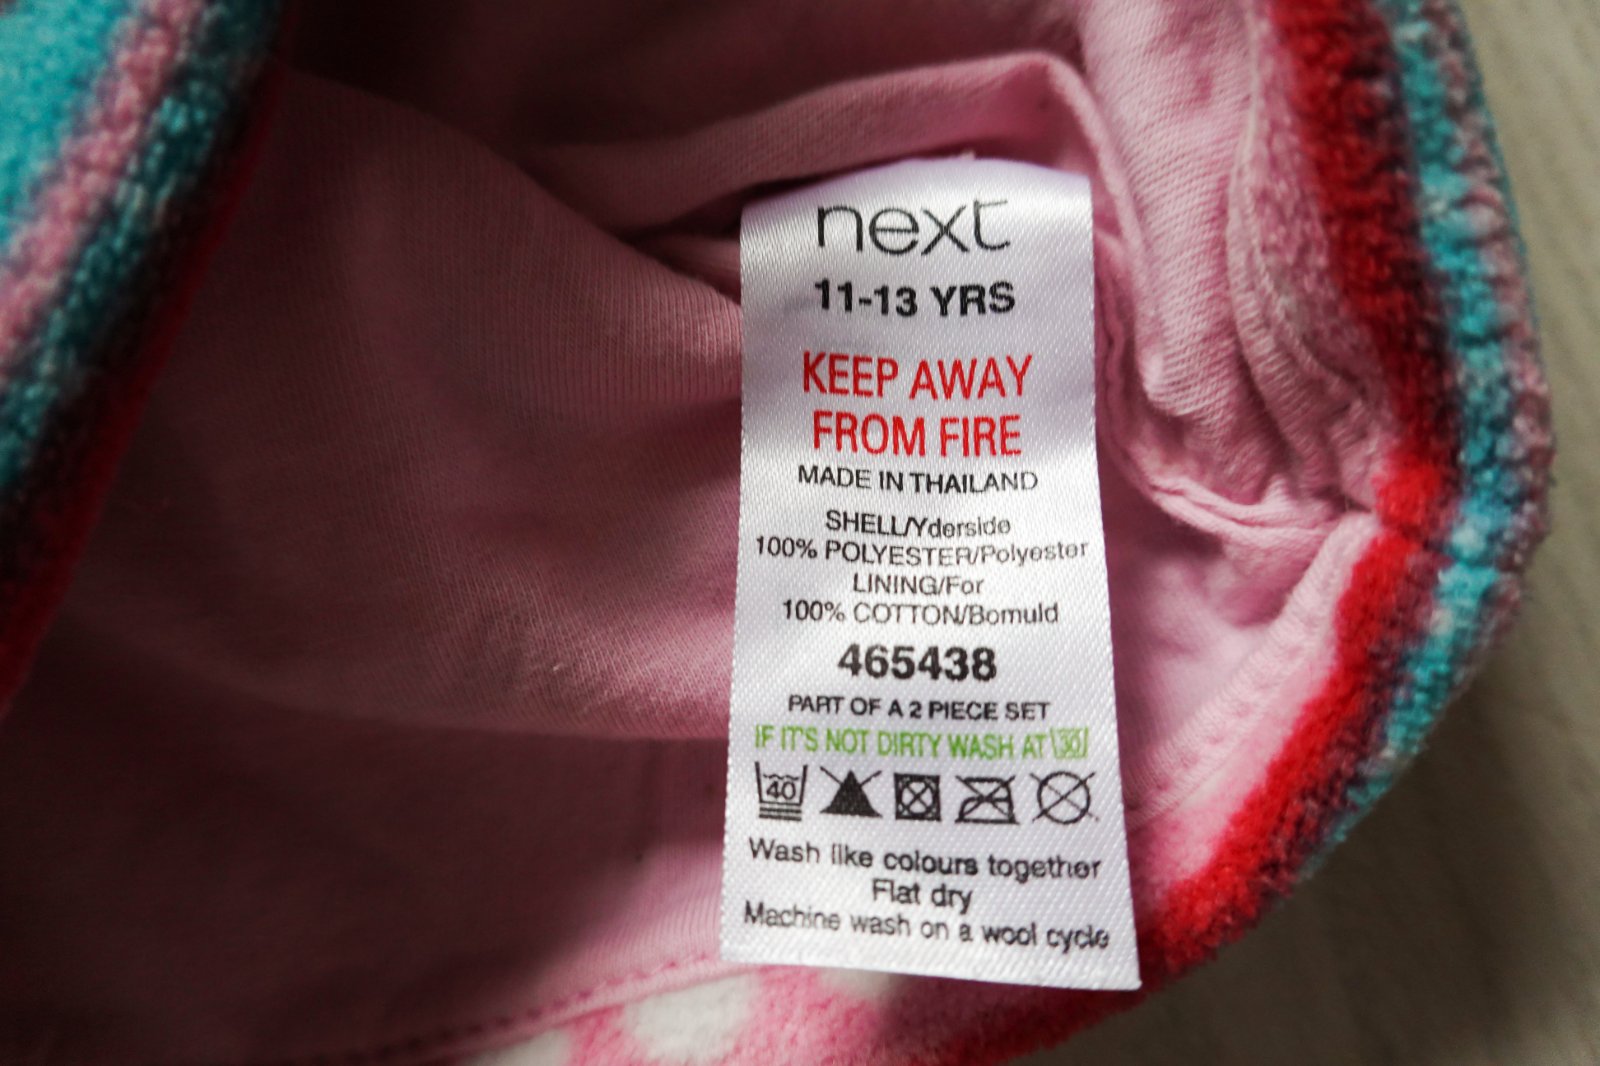 next
11-13 YRS
KEEP AWAY
FROM FIRE
MADE IN THAILAND
SHELL/Yderside
100% POLYESTER/Polyester
LINING/For
100% COTTON/Bomuld
465438
PART OF A 2 PIECE SET
IF IT'S NOT DIRTY WASH AT 30
40
Wash like colours together
Flat dry
Machine wash on a wool cycle